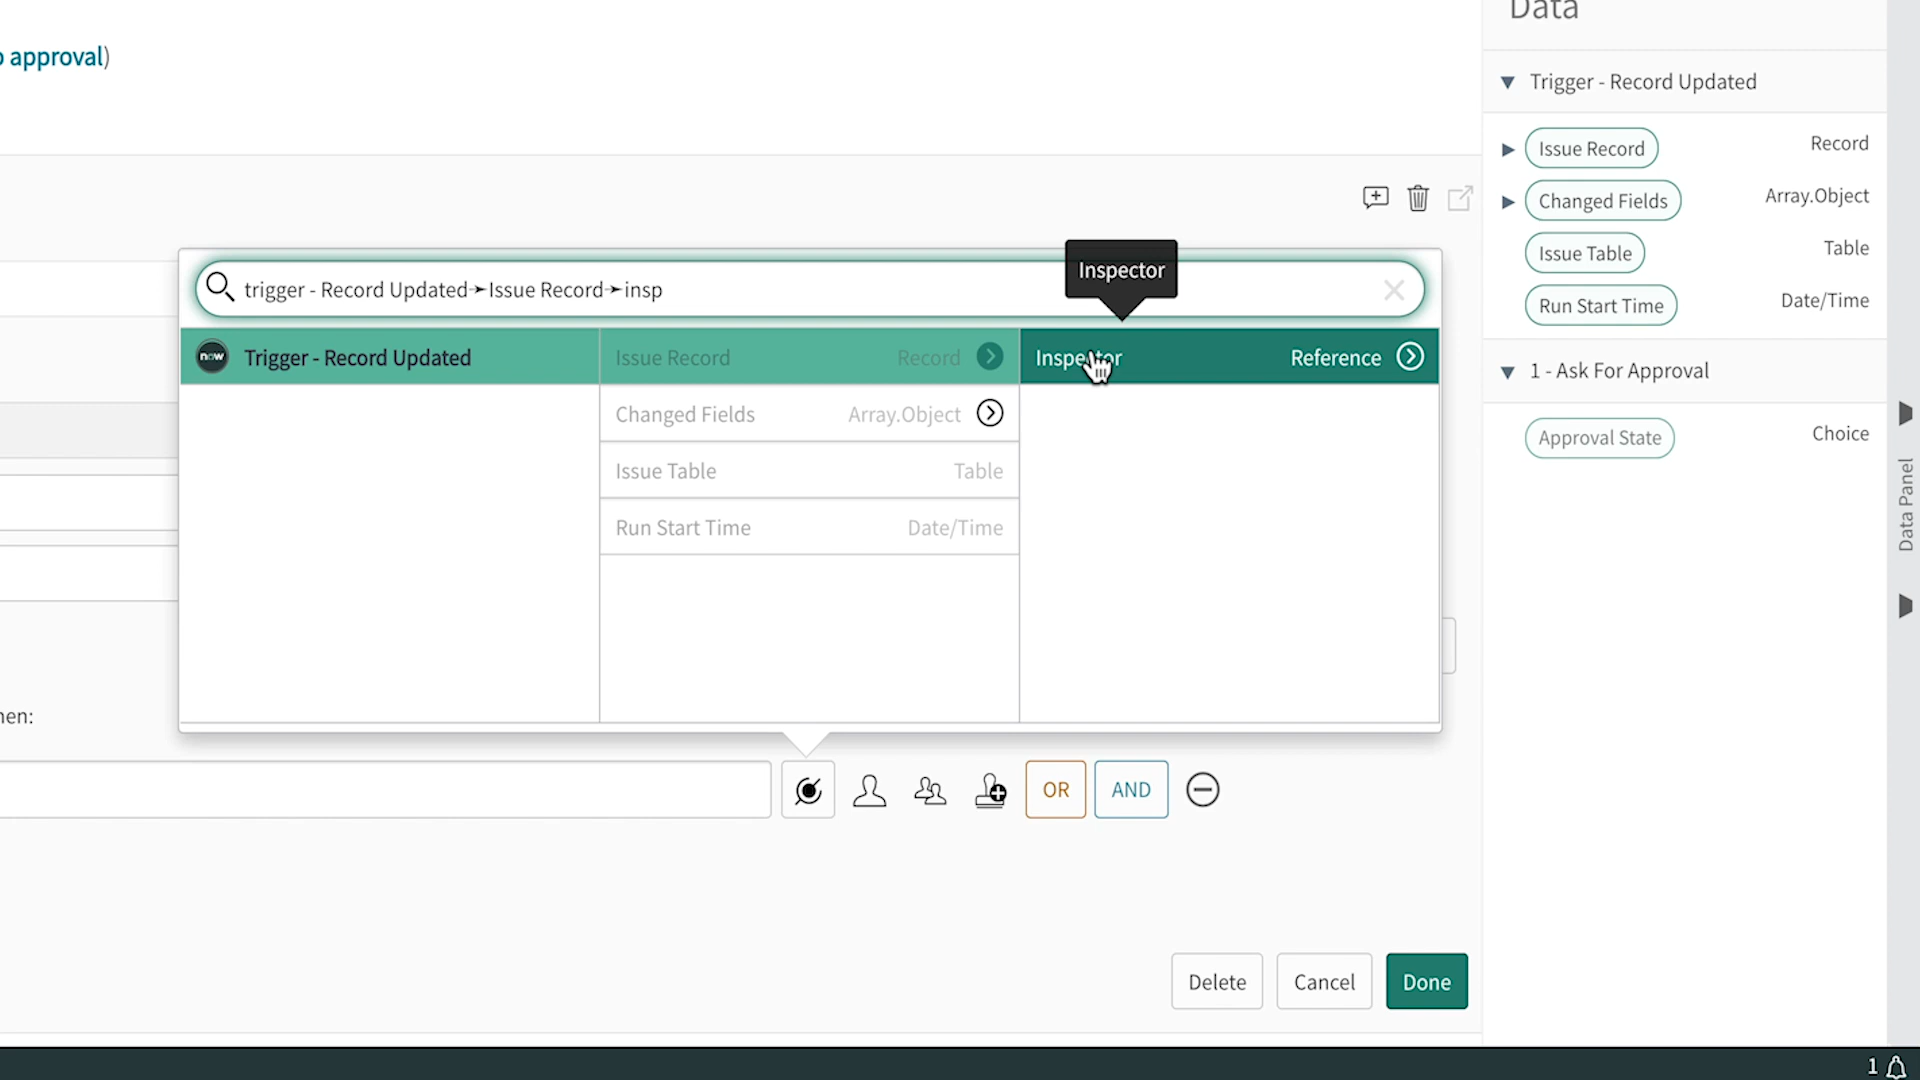 Data
approval)
Trigger - Record Updated
Issue Record Record
Changed Fields Array.Object
Issue Table Table
Run Start Time Date/Time
1 - Ask For Approval
Approval State Choice
Data Panel
Inspector
trigger - Record Updated➛Issue Record➛insp
now Trigger - Record Updated
Issue Record Record
Changed Fields Array.Object
Issue Table Table
Run Start Time Date/Time
Inspector Reference
hen:
OR AND
Delete Cancel Done
1